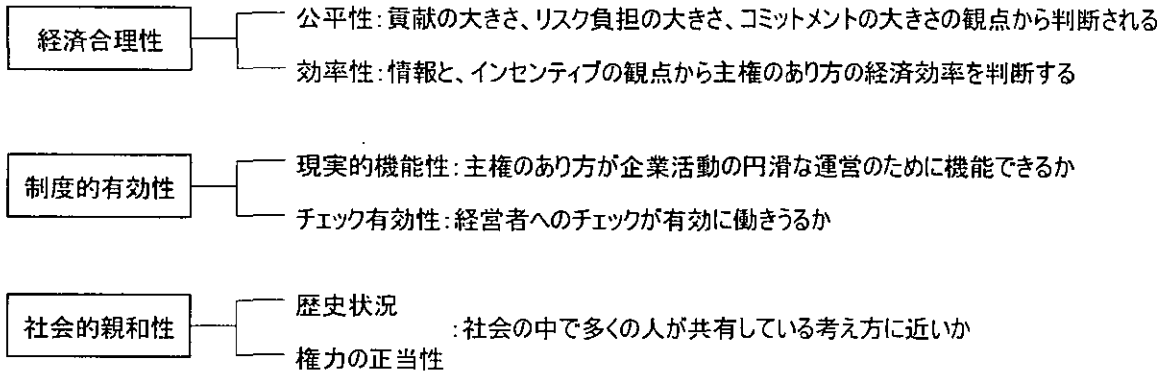 経済合理性
公平性：貢献の大きさ、リスク負担の大きさ、コミットメントの大きさの観点から判断される
効率性：情報と、インセンティブの観点から主権のあり方の経済効率を判断する
制度的有効性
現実的機能性：主権のあり方が企業活動の円滑な運営のために機能できるか
チェック有効性：経営者へのチェックが有効に働きうるか
社会的親和性
歴史状況
：社会の中で多くの人が共有している考え方に近いか
権力の正当性